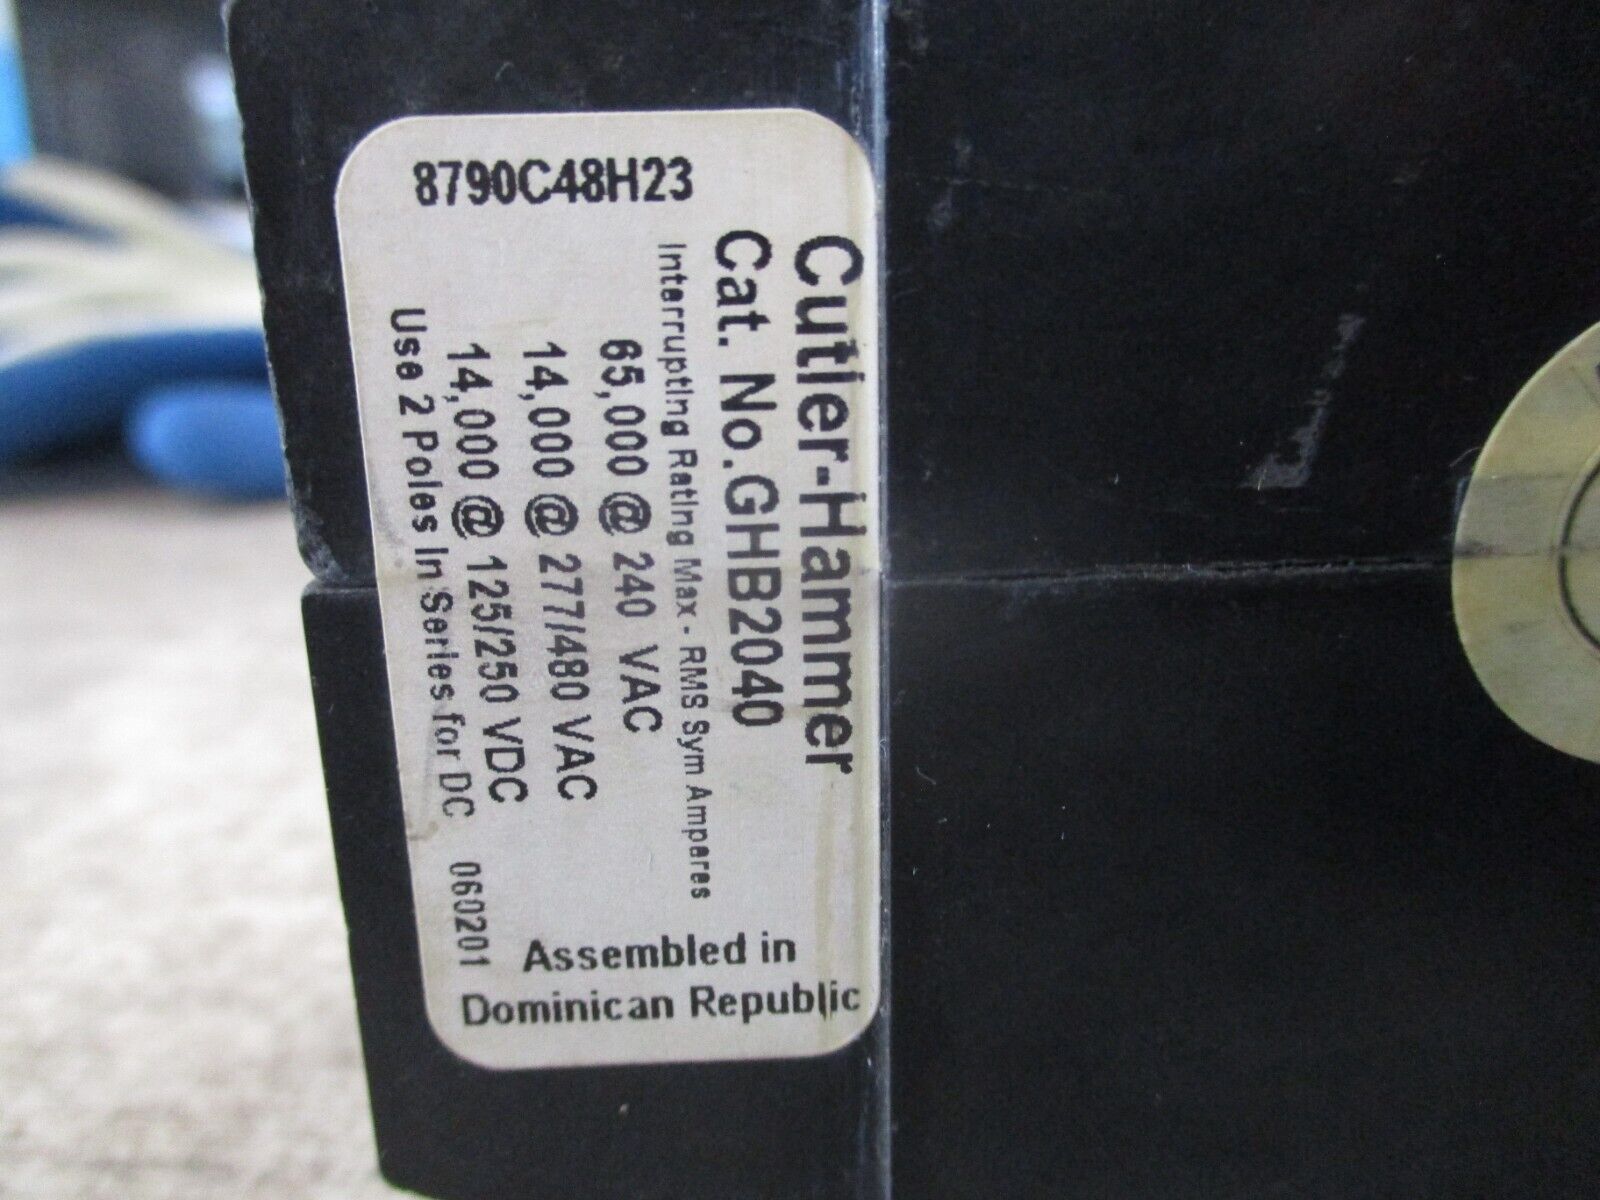 8790C48H23
Cutler-Hammer
Cat. No.GHB2040
Interrupting Rating Max - RMS Sym Amperes
65,000 @ 240 VAC
14,000 @ 277/480 VAC
14,000 @ 125/250 VDC
Use 2 Poles In Series for DC 060201
Assembled in
Dominican Republic